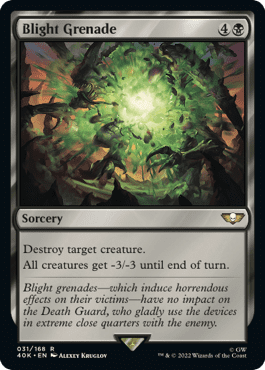 Blight Grenade 4
Sorcery
Destroy target creature.
All creatures get -3/-3 until end of turn.
Blight grenades—which induce horrendous
effects on their victims—have no impact on
the Death Guard, who gladly use the devices
in extreme close quarters with the enemy.
031/168 R © GW
40K • EN ALEXEY KRUGLOV ™ & © 2022 Wizards of the Coast